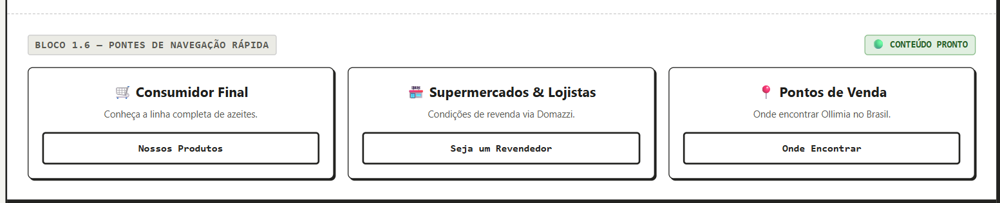 BLOCO 1.6 — PONTES DE NAVEGAÇÃO RÁPIDA
CONTEÚDO PRONTO
Consumidor Final
Conheça a linha completa de azeites.
Nossos Produtos
Supermercados & Lojistas
Condições de revenda via Domazzi.
Seja um Revendedor
Pontos de Venda
Onde encontrar Ollimia no Brasil.
Onde Encontrar